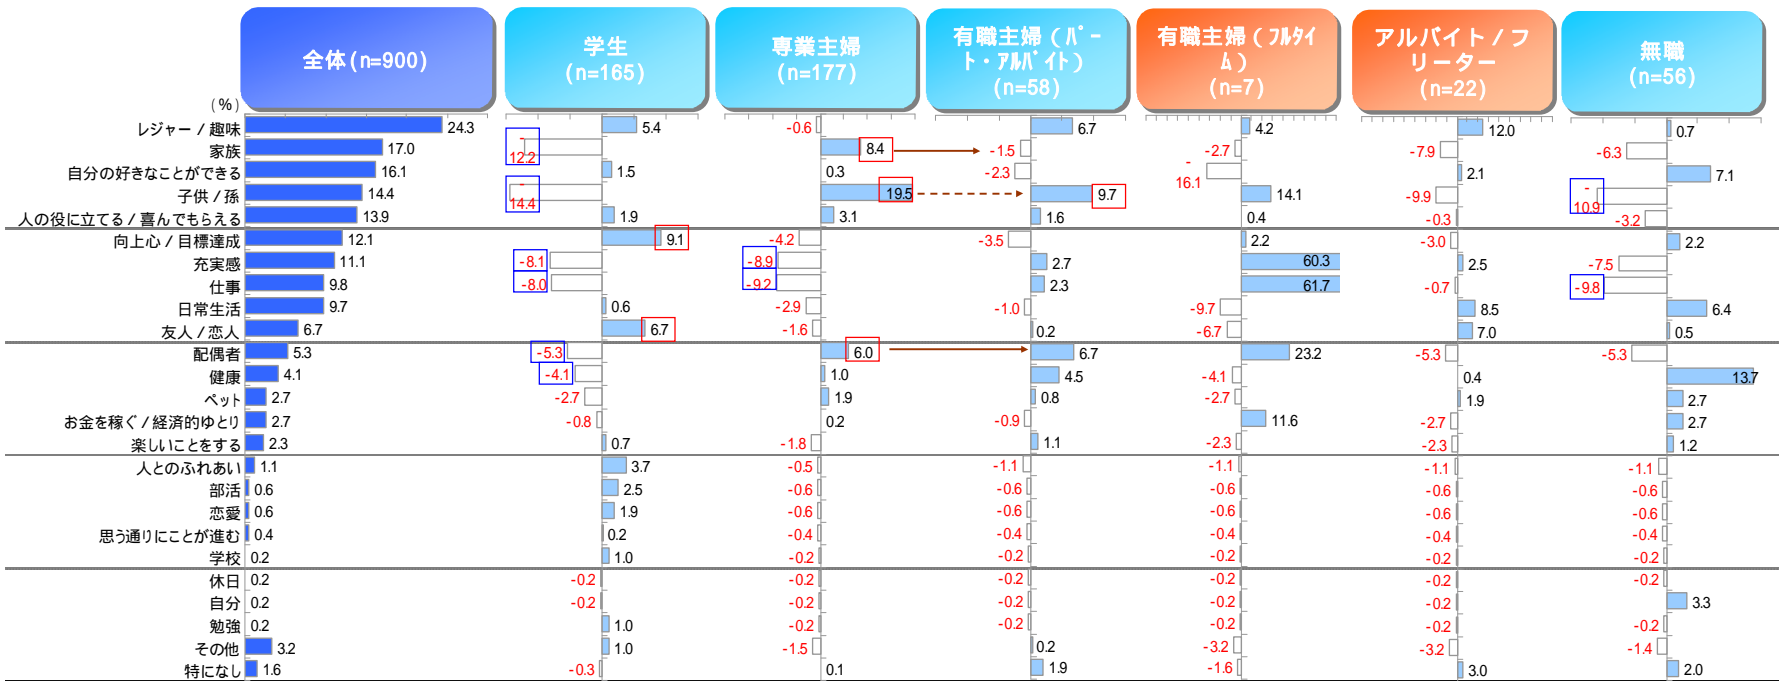 全体(n=900)
学生
(n=165)
専業主婦
(n=177)
有職主婦(ﾊﾟｰ
ﾄ・ｱﾙﾊﾞｲﾄ)
(n=58)
有職主婦(ﾌﾙﾀｲ
ﾑ)
(n=7)
アルバイト/フ
リーター
(n=22)
無職
(n=56)
(%)
レジャー/趣味 24.3 5.4 -0.6 6.7 4.2 12.0 0.7
家族 17.0 -12.2 8.4 -1.5 -2.7 -7.9 -6.3
自分の好きなことができる 16.1 1.5 0.3 -2.3 -16.1 2.1 7.1
子供/孫 14.4 -14.4 19.5 9.7 14.1 -9.9 -10.9
人の役に立てる/喜んでもらえる 13.9 1.9 3.1 1.6 0.4 -0.3 -3.2
向上心/目標達成 12.1 9.1 -4.2 -3.5 2.2 -3.0 2.2
充実感 11.1 -8.1 -8.9 2.7 60.3 2.5 -7.5
仕事 9.8 -8.0 -9.2 2.3 61.7 -0.7 -9.8
日常生活 9.7 0.6 -2.9 -1.0 -9.7 8.5 6.4
友人/恋人 6.7 6.7 -1.6 0.2 -6.7 7.0 0.5
配偶者 5.3 -5.3 6.0 6.7 23.2 -5.3 -5.3
健康 4.1 -4.1 1.0 4.5 -4.1 0.4 13.7
ペット 2.7 -2.7 1.9 0.8 -2.7 1.9 2.7
お金を稼ぐ/経済的ゆとり 2.7 -0.8 0.2 -0.9 11.6 -2.7 2.7
楽しいことをする 2.3 0.7 -1.8 1.1 -2.3 -2.3 1.2
人とのふれあい 1.1 3.7 -0.5 -1.1 -1.1 -1.1 -1.1
部活 0.6 2.5 -0.6 -0.6 -0.6 -0.6 -0.6
恋愛 0.6 1.9 -0.6 -0.6 -0.6 -0.6 -0.6
思う通りにことが進む 0.4 0.2 -0.4 -0.4 -0.4 -0.4 -0.4
学校 0.2 1.0 -0.2 -0.2 -0.2 -0.2 -0.2
休日 0.2 -0.2 -0.2 -0.2 -0.2 -0.2 -0.2
自分 0.2 -0.2 -0.2 -0.2 -0.2 -0.2 3.3
勉強 0.2 1.0 -0.2 -0.2 -0.2 -0.2 -0.2
その他 3.2 1.0 -1.5 0.2 -3.2 -3.2 -1.4
特になし 1.6 -0.3 0.1 1.9 -1.6 3.0 2.0